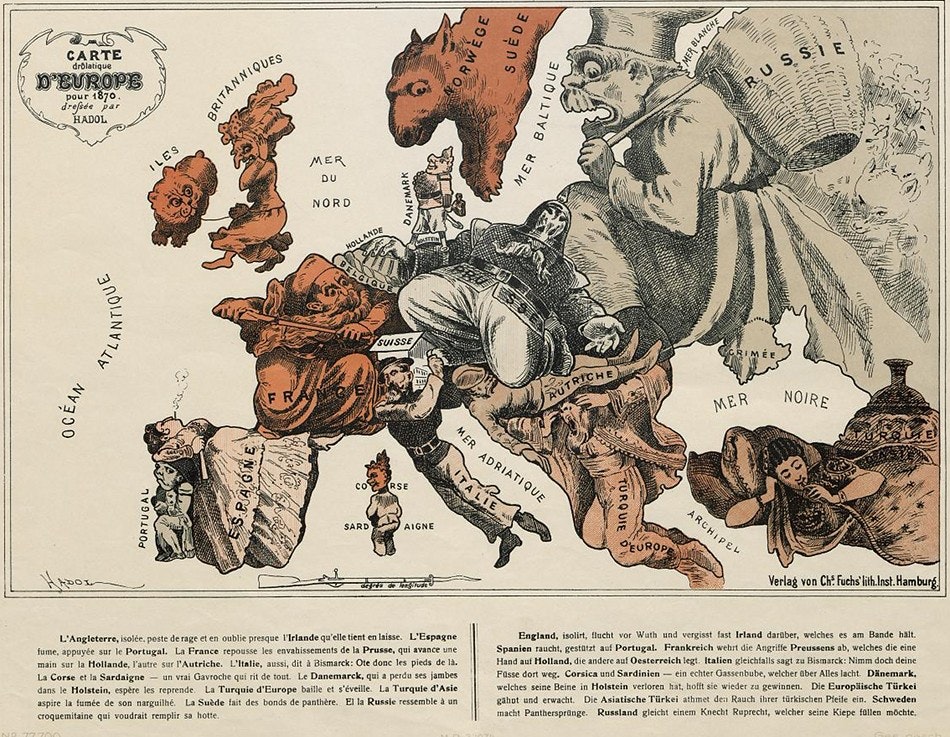 CARTE
drôlatique
D'EUROPE
pour 1870.
dressée par
HADOL
ÎLES
BRITANNIQUES
MER
DU
NORD
NORWÈGE
SUÈDE
MER BALTIQUE
MER BLANCHE
RUSSIE
DANEMARK
HOLSTEIN
HOLLANDE
BELGIQUE
OCÉAN ATLANTIQUE
SUISSE
FRANCE
AUTRICHE
CRIMÉE
MER NOIRE
TURQUIE
MER ADRIATIQUE
ITALIE
CORSE
SARDAIGNE
ESPAGNE
PORTUGAL
TURQUIE
D'EUROPE
ARCHIPEL
HADOL
degrés de longitude
Verlag von Chs. Fuchs' lith. Inst. Hamburg.
L'Angleterre, isolée, peste de rage et en oublie presque l'Irlande qu'elle tient en laisse. L'Espagne
fume, appuyée sur le Portugal. La France repousse les envahissements de la Prusse, qui avance une
main sur la Hollande, l'autre sur l'Autriche. L'Italie, aussi, dit à Bismarck: Ote donc les pieds de là.
La Corse et la Sardaigne — un vrai Gavroche qui rit de tout. Le Danemark, qui a perdu ses jambes
dans le Holstein, espère les reprende. La Turquie d'Europe baille et s'éveille. La Turquie d'Asie
aspire la fumée de son narguilhé. La Suède fait des bonds de panthère. El la Russie ressemble à un
croquemitaine qui voudrait remplir sa hotte.
England, isolirt, flucht vor Wuth und vergisst fast Irland darüber, welches es am Bande hält.
Spanien raucht, gestützt auf Portugal. Frankreich wehrt die Angriffe Preussens ab, welches die eine
Hand auf Holland, die andere auf Oesterreich legt. Italien gleichfalls sagt zu Bismarck: Nimm doch deine
Füsse dort weg. Corsica und Sardinien — ein echter Gassenbube, welcher über Alles lacht. Dänemark,
welches seine Beine in Holstein verloren hat, hofft sie wieder zu gewinnen. Die Europäische Türkei
gähnt und erwacht. Die Asiatische Türkei athmet den Rauch ihrer türkischen Pfeife ein. Schweden
macht Panthersprünge. Russland gleicht einem Knecht Ruprecht, welcher seine Kiepe füllen möchte.